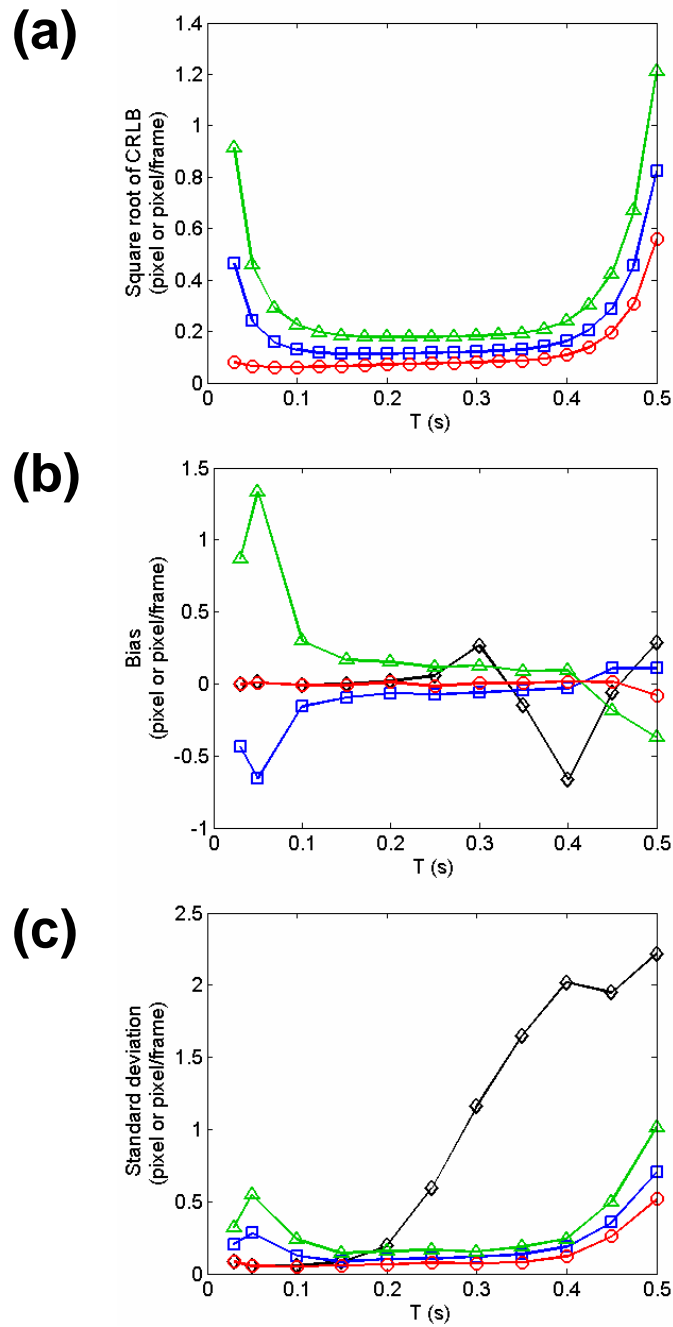 (a)
Square root of CRLB
(pixel or pixel/frame)
1.4
1.2
1
0.8
0.6
0.4
0.2
0
0 0.1 0.2 0.3 0.4 0.5
T (s)
(b)
Bias
(pixel or pixel/frame)
1.5
1
0.5
0
-0.5
-1
0 0.1 0.2 0.3 0.4 0.5
T (s)
(c)
Standard deviation
(pixel or pixel/frame)
2.5
2
1.5
1
0.5
0
0 0.1 0.2 0.3 0.4 0.5
T (s)